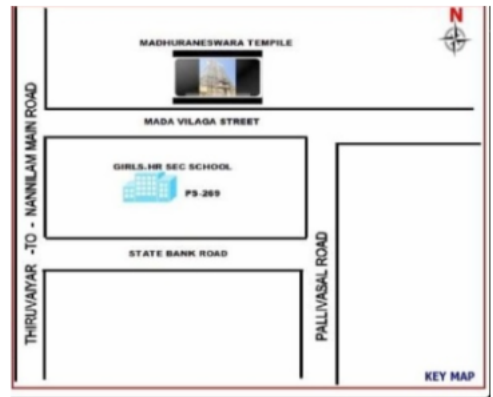 N
MADHURANESWARA TEMPILE
MADA VILAGA STREET
THIRUVAIYAR -TO - NANNILAM MAIN ROAD
GIRLS-HR SEC SCHOOL
PS-269
STATE BANK ROAD
PALLIVASAL ROAD
KEY MAP